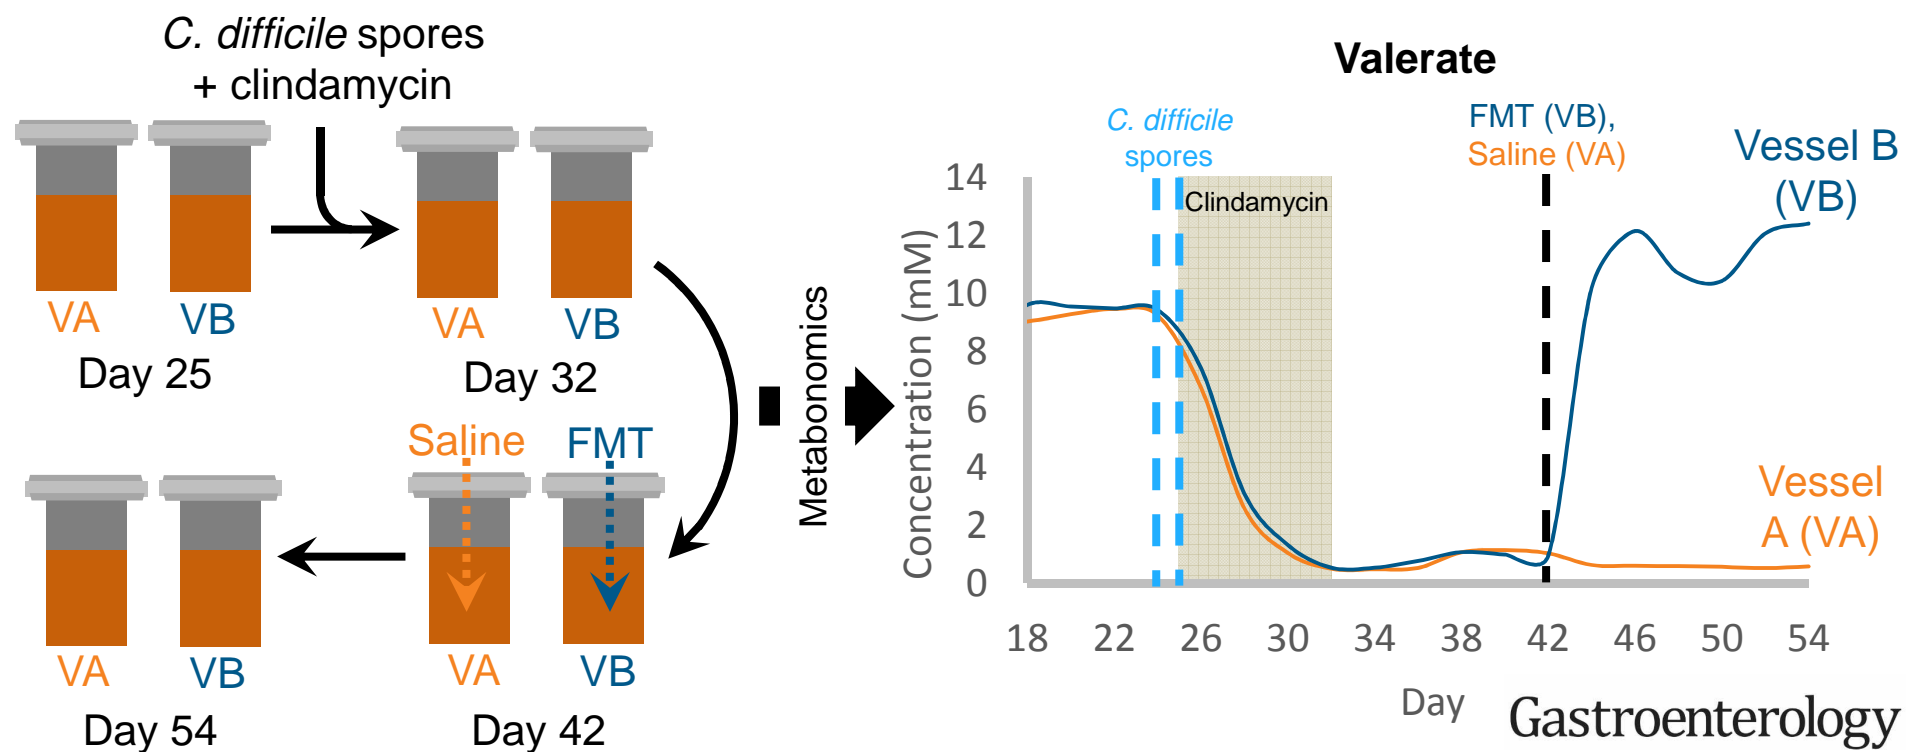 C. difficile spores
+ clindamycin
VA
VB
Day 25
VA
VB
Day 32
Saline
FMT
VA
VB
Day 54
VA
VB
Day 42
Metabonomics
Valerate
C. difficile
spores
FMT (VB),
Saline (VA)
Vessel B
(VB)
Clindamycin
Vessel
A (VA)
Concentration (mM)
14
12
10
8
6
4
2
0
18 22 26 30 34 38 42 46 50 54
Day
Gastroenterology